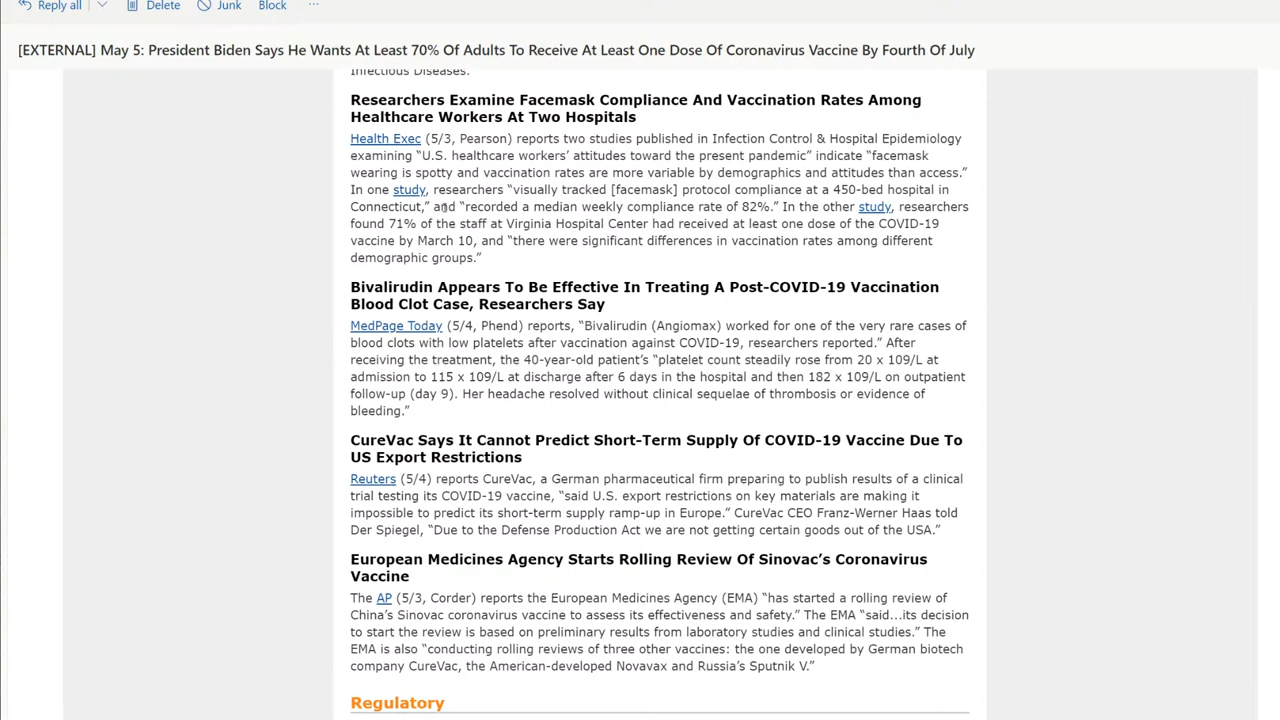 Reply all
Delete
Junk
Block
...
[EXTERNAL] May 5: President Biden Says He Wants At Least 70% Of Adults To Receive At Least One Dose Of Coronavirus Vaccine By Fourth Of July
Infectious Diseases.
Researchers Examine Facemask Compliance And Vaccination Rates Among
Healthcare Workers At Two Hospitals
Health Exec (5/3, Pearson) reports two studies published in Infection Control & Hospital Epidemiology
examining “U.S. healthcare workers’ attitudes toward the present pandemic” indicate “facemask
wearing is spotty and vaccination rates are more variable by demographics and attitudes than access.”
In one study, researchers “visually tracked [facemask] protocol compliance at a 450-bed hospital in
Connecticut,” and “recorded a median weekly compliance rate of 82%.” In the other study, researchers
found 71% of the staff at Virginia Hospital Center had received at least one dose of the COVID-19
vaccine by March 10, and “there were significant differences in vaccination rates among different
demographic groups.”
Bivalirudin Appears To Be Effective In Treating A Post-COVID-19 Vaccination
Blood Clot Case, Researchers Say
MedPage Today (5/4, Phend) reports, “Bivalirudin (Angiomax) worked for one of the very rare cases of
blood clots with low platelets after vaccination against COVID-19, researchers reported.” After
receiving the treatment, the 40-year-old patient’s “platelet count steadily rose from 20 x 109/L at
admission to 115 x 109/L at discharge after 6 days in the hospital and then 182 x 109/L on outpatient
follow-up (day 9). Her headache resolved without clinical sequelae of thrombosis or evidence of
bleeding.”
CureVac Says It Cannot Predict Short-Term Supply Of COVID-19 Vaccine Due To
US Export Restrictions
Reuters (5/4) reports CureVac, a German pharmaceutical firm preparing to publish results of a clinical
trial testing its COVID-19 vaccine, “said U.S. export restrictions on key materials are making it
impossible to predict its short-term supply ramp-up in Europe.” CureVac CEO Franz-Werner Haas told
Der Spiegel, “Due to the Defense Production Act we are not getting certain goods out of the USA.”
European Medicines Agency Starts Rolling Review Of Sinovac’s Coronavirus
Vaccine
The AP (5/3, Corder) reports the European Medicines Agency (EMA) “has started a rolling review of
China’s Sinovac coronavirus vaccine to assess its effectiveness and safety.” The EMA “said…its decision
to start the review is based on preliminary results from laboratory studies and clinical studies.” The
EMA is also “conducting rolling reviews of three other vaccines: the one developed by German biotech
company CureVac, the American-developed Novavax and Russia’s Sputnik V.”
Regulatory